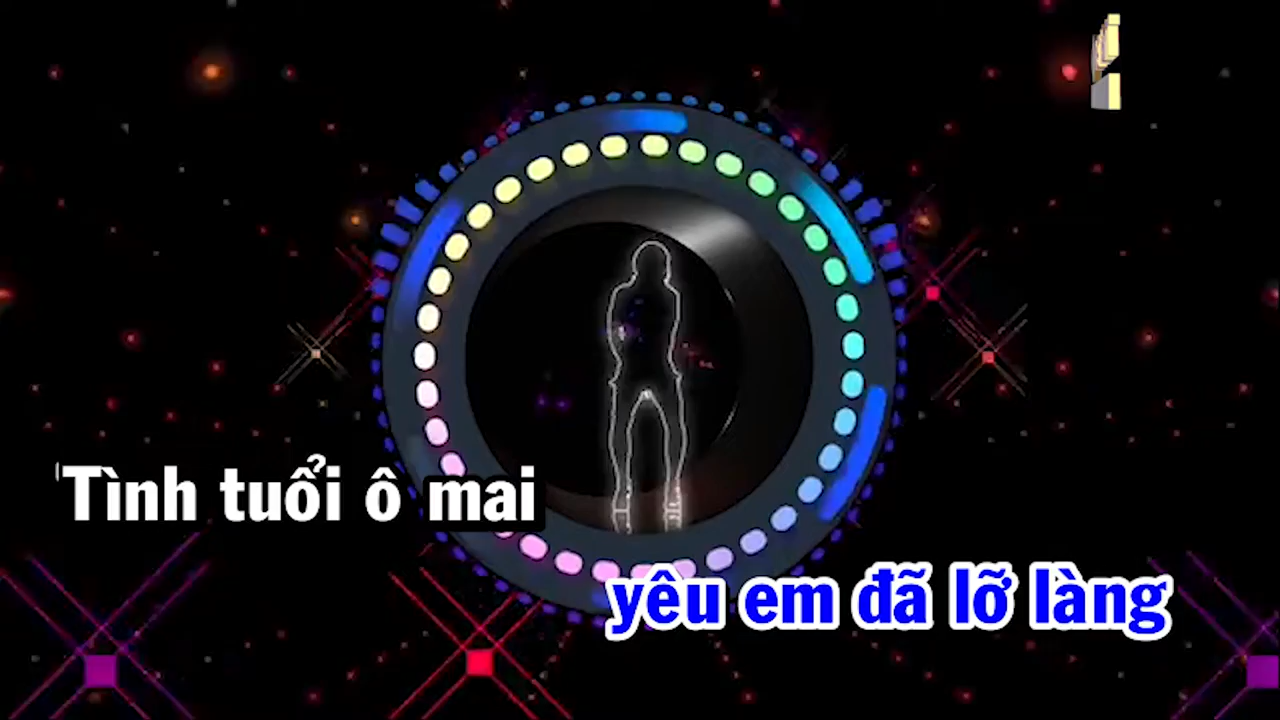 Tình tuổi ô mai
yêu em đã lỡ làng